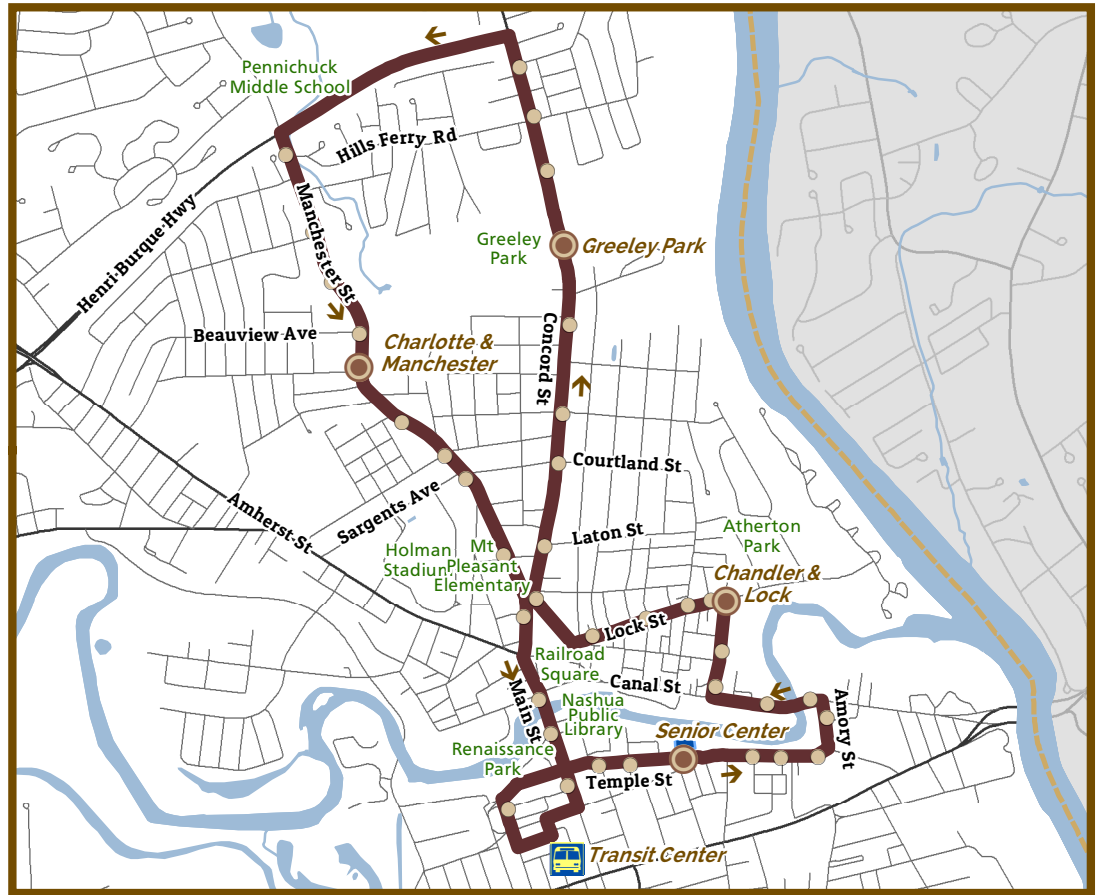 Pennichuck
Middle School
Hills Ferry Rd
Henri Burque Hwy
Manchester St
Greeley
Park
Greeley Park
Beauview Ave
Charlotte &
Manchester
Concord St
Courtland St
Sargents Ave
Amherst St
Laton St
Atherton
Park
Holman
Stadium
Mt
Pleasant
Elementary
Chandler &
Lock
Lock St
Railroad
Square
Canal St
Main St
Nashua
Public
Library
Amory St
Senior Center
Renaissance
Park
Temple St
Transit Center